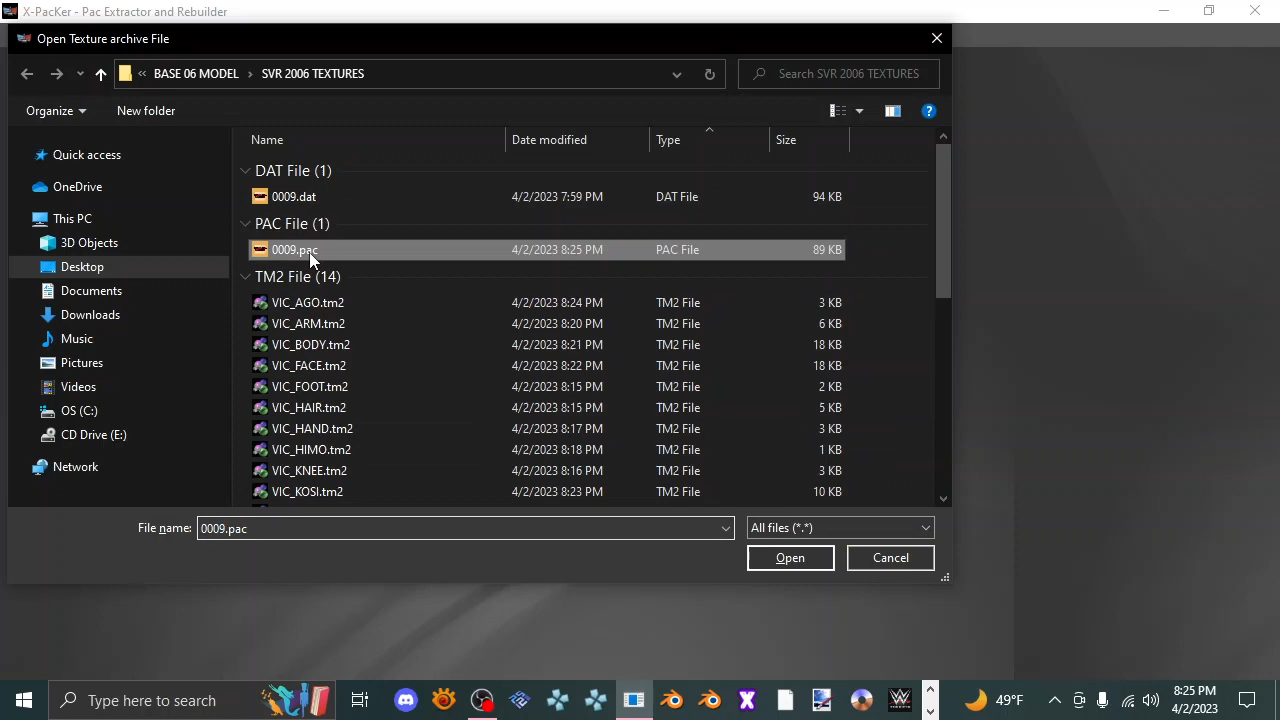 X-PacKer - Pac Extractor and Rebuilder
Open Texture archive File
« BASE 06 MODEL › SVR 2006 TEXTURES
Search SVR 2006 TEXTURES
Organize New folder
Name Date modified Type Size
Quick access
OneDrive
This PC
3D Objects
Desktop
Documents
Downloads
Music
Pictures
Videos
OS (C:)
CD Drive (E:)
Network
DAT File (1)
0009.dat 4/2/2023 7:59 PM DAT File 94 KB
PAC File (1)
0009.pac 4/2/2023 8:25 PM PAC File 89 KB
TM2 File (14)
VIC_AGO.tm2 4/2/2023 8:24 PM TM2 File 3 KB
VIC_ARM.tm2 4/2/2023 8:20 PM TM2 File 6 KB
VIC_BODY.tm2 4/2/2023 8:21 PM TM2 File 18 KB
VIC_FACE.tm2 4/2/2023 8:22 PM TM2 File 18 KB
VIC_FOOT.tm2 4/2/2023 8:15 PM TM2 File 2 KB
VIC_HAIR.tm2 4/2/2023 8:15 PM TM2 File 5 KB
VIC_HAND.tm2 4/2/2023 8:17 PM TM2 File 3 KB
VIC_HIMO.tm2 4/2/2023 8:18 PM TM2 File 1 KB
VIC_KNEE.tm2 4/2/2023 8:16 PM TM2 File 3 KB
VIC_KOSI.tm2 4/2/2023 8:23 PM TM2 File 10 KB
File name: 0009.pac All files (*.*)
Open Cancel
Type here to search
49°F
8:25 PM
4/2/2023